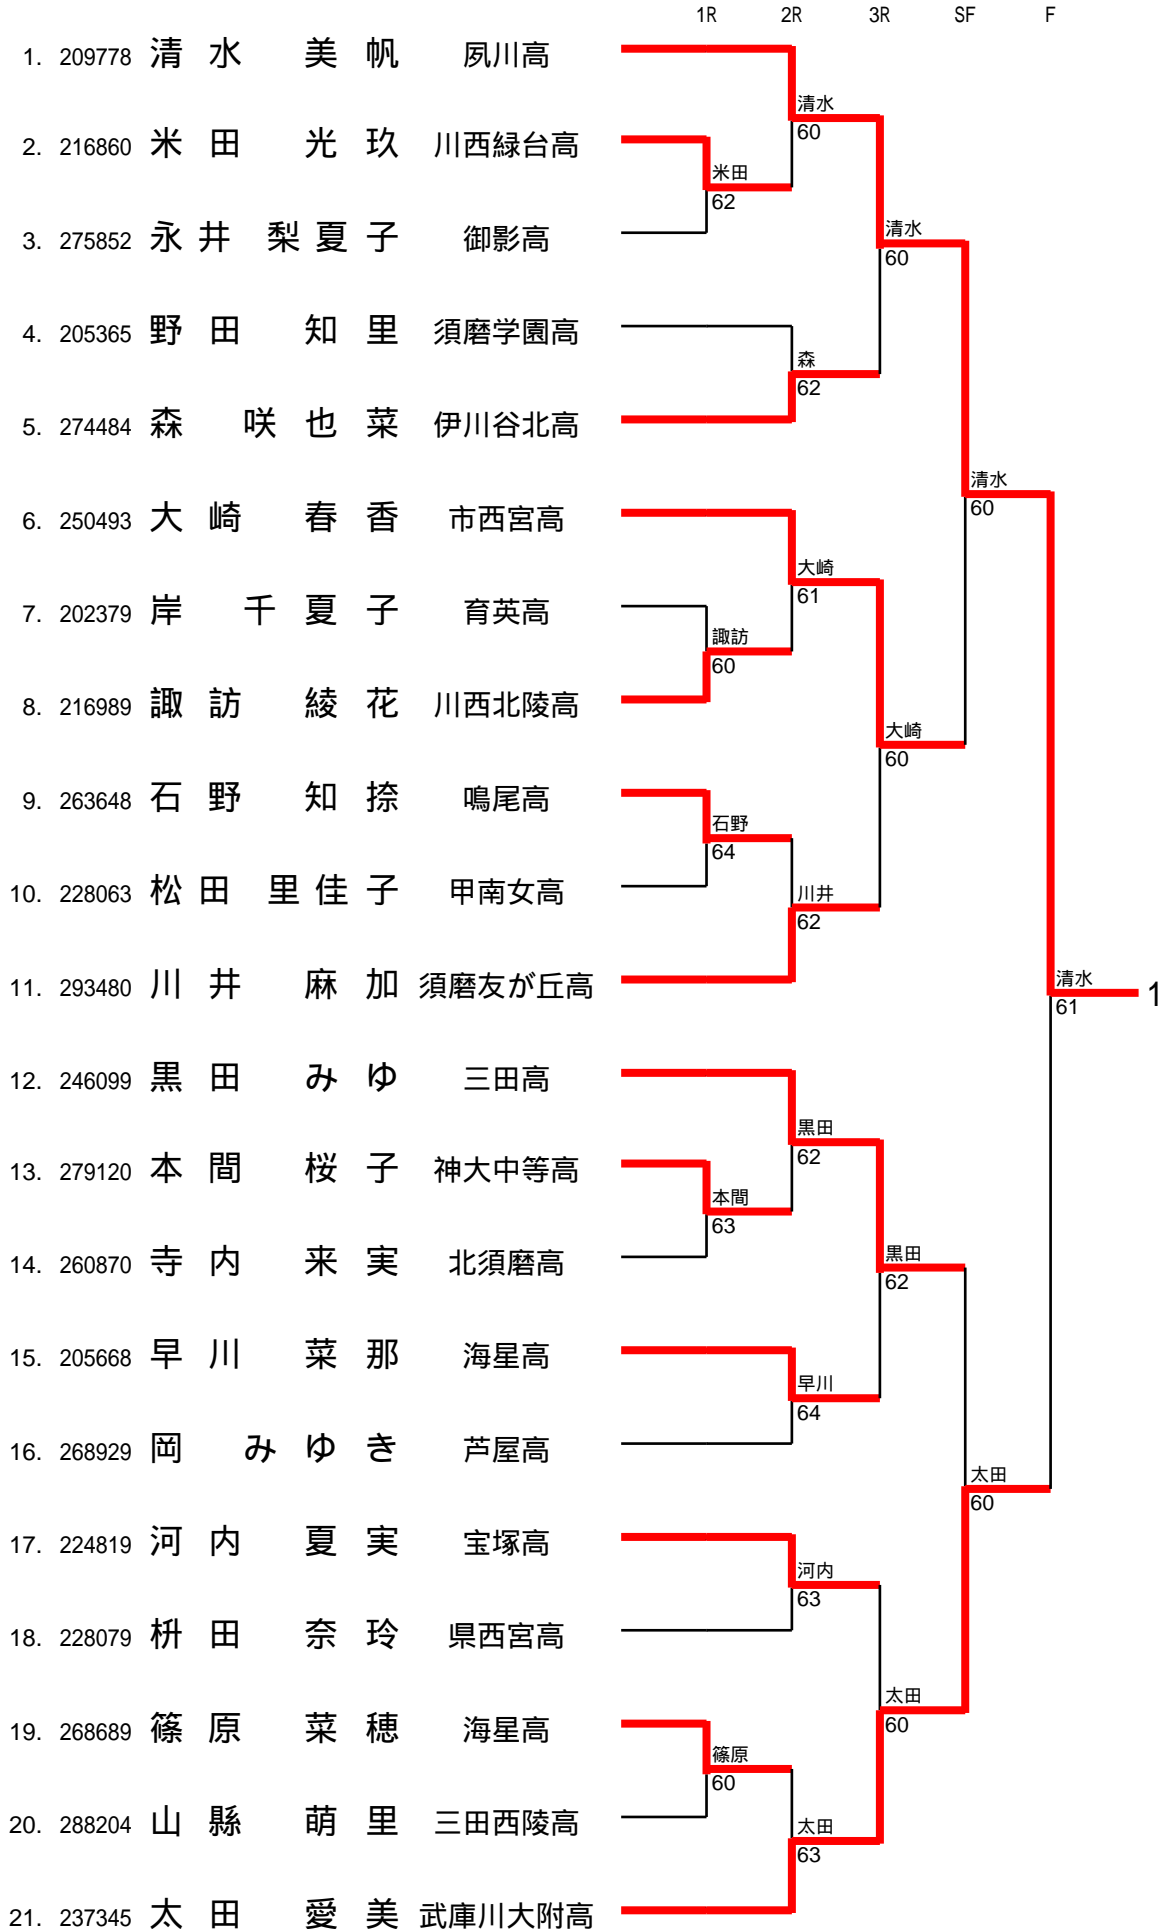 1R 2R 3R SF F
1. 209778 清水 美帆 夙川高
清水
60
2. 216860 米田 光玖 川西緑台高
米田
62
3. 275852 永井 梨夏子 御影高
清水
60
4. 205365 野田 知里 須磨学園高
森
62
5. 274484 森 咲也菜 伊川谷北高
清水
60
6. 250493 大崎 春香 市西宮高
大崎
61
7. 202379 岸 千夏子 育英高
諏訪
60
8. 216989 諏訪 綾花 川西北陵高
大崎
60
9. 263648 石野 知捺 鳴尾高
石野
64
10. 228063 松田 里佳子 甲南女高
川井
62
11. 293480 川井 麻加 須磨友が丘高
清水
61
1
12. 246099 黒田 みゆ 三田高
黒田
62
13. 279120 本間 桜子 神大中等高
本間
63
14. 260870 寺内 来実 北須磨高
黒田
62
15. 205668 早川 菜那 海星高
早川
64
16. 268929 岡 みゆき 芦屋高
太田
60
17. 224819 河内 夏実 宝塚高
河内
63
18. 228079 枡田 奈玲 県西宮高
太田
60
19. 268689 篠原 菜穂 海星高
篠原
60
20. 288204 山縣 萌里 三田西陵高
太田
63
21. 237345 太田 愛美 武庫川大附高